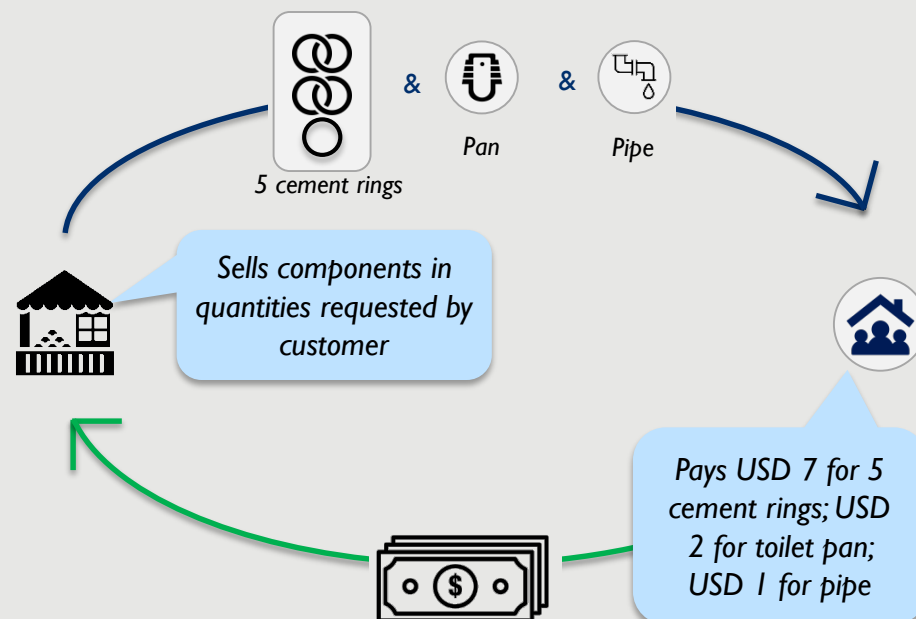 &
&
Pan
Pipe
5 cement rings
Sells components in
quantities requested by
customer
Pays USD 7 for 5
cement rings; USD
2 for toilet pan;
USD 1 for pipe
$